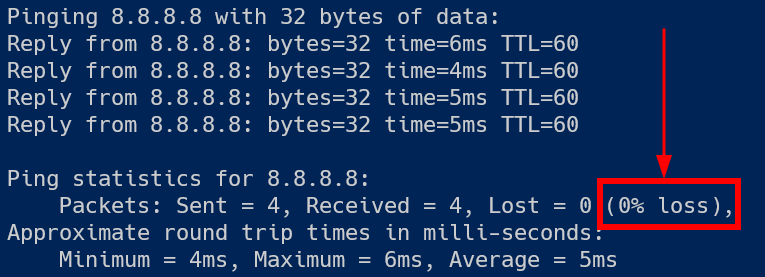 Pinging 8.8.8.8 with 32 bytes of data:
Reply from 8.8.8.8: bytes=32 time=6ms TTL=60
Reply from 8.8.8.8: bytes=32 time=4ms TTL=60
Reply from 8.8.8.8: bytes=32 time=5ms TTL=60
Reply from 8.8.8.8: bytes=32 time=5ms TTL=60
Ping statistics for 8.8.8.8:
Packets: Sent = 4, Received = 4, Lost = 0 (0% loss),
Approximate round trip times in milli-seconds:
Minimum = 4ms, Maximum = 6ms, Average = 5ms